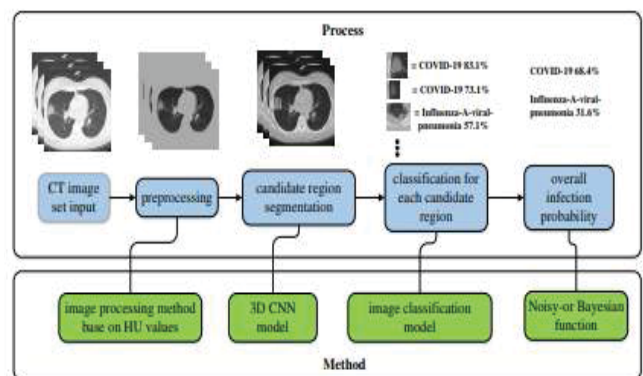 Process
= COVID-19 83.1%
= COVID-19 73.1%
= Influenza-A-viral-
pneumonia 57.1%
COVID-19 68.4%
Influenza-A-viral-
pneumonia 31.6%
CT image
set input
preprocessing
candidate region
segmentation
classification for
each candidate
region
overall
infection
probability
image processing method
base on HU values
3D CNN
model
image classification
model
Noisy-or Bayesian
function
Method